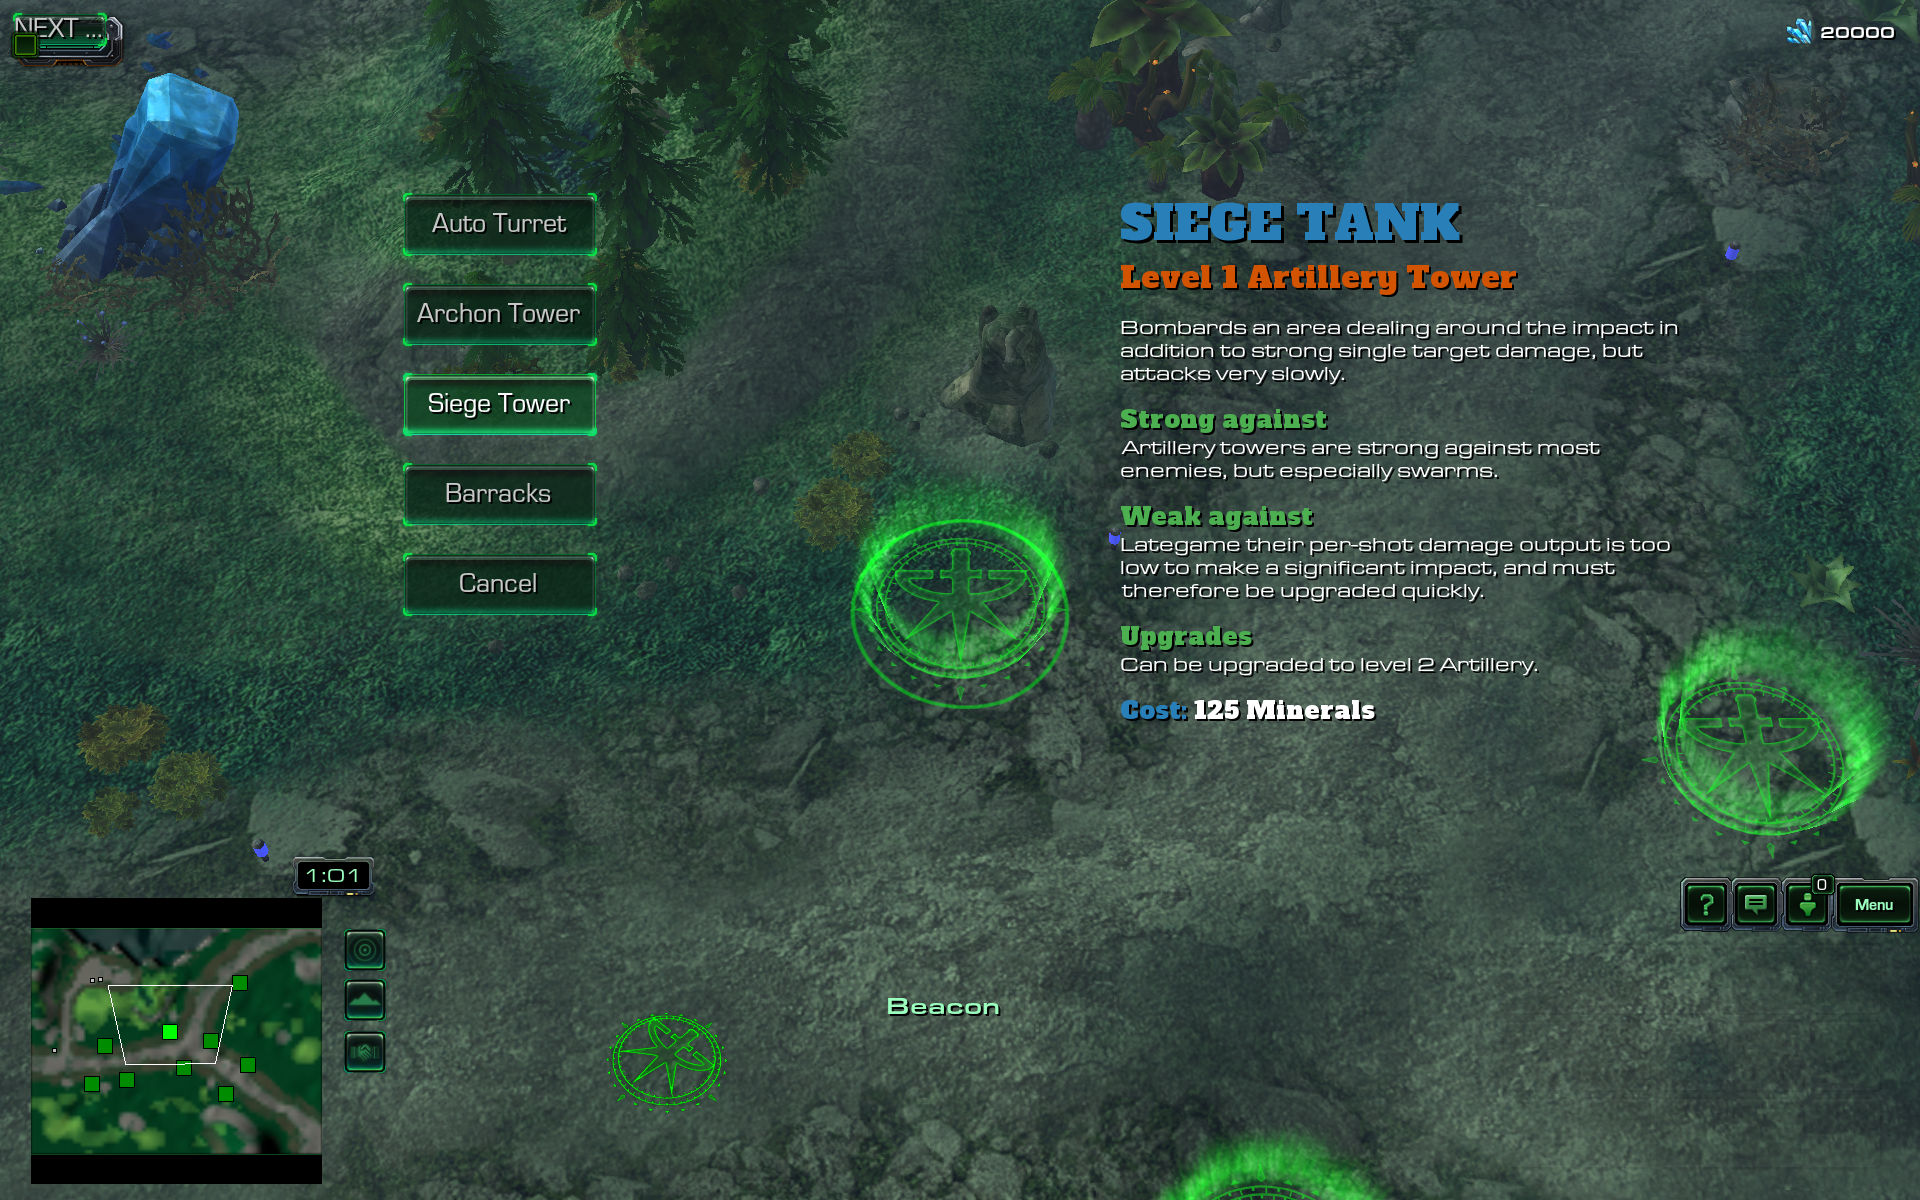 NEXT ...
20000
Auto Turret
Archon Tower
Siege Tower
Barracks
Cancel
SIEGE TANK
Level 1 Artillery Tower
Bombards an area dealing around the impact in
addition to strong single target damage, but
attacks very slowly.
Strong against
Artillery towers are strong against most
enemies, but especially swarms.
Weak against
Lategame their per-shot damage output is too
low to make a significant impact, and must
therefore be upgraded quickly.
Upgrades
Can be upgraded to level 2 Artillery.
Cost: 125 Minerals
1:01
?
0
Menu
Beacon